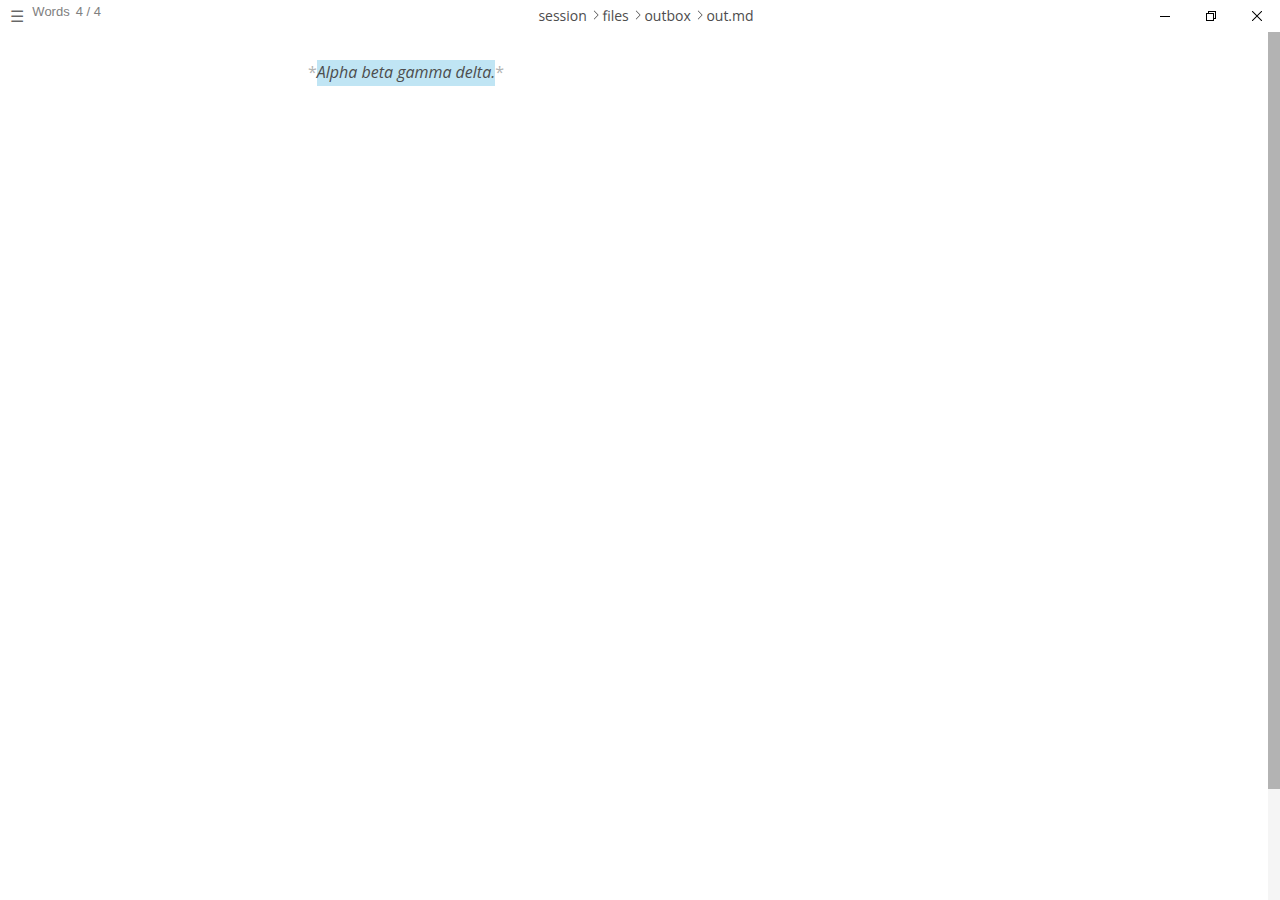 ☰ Words 4 / 4 session > files > outbox > out.md
*Alpha beta gamma delta.*